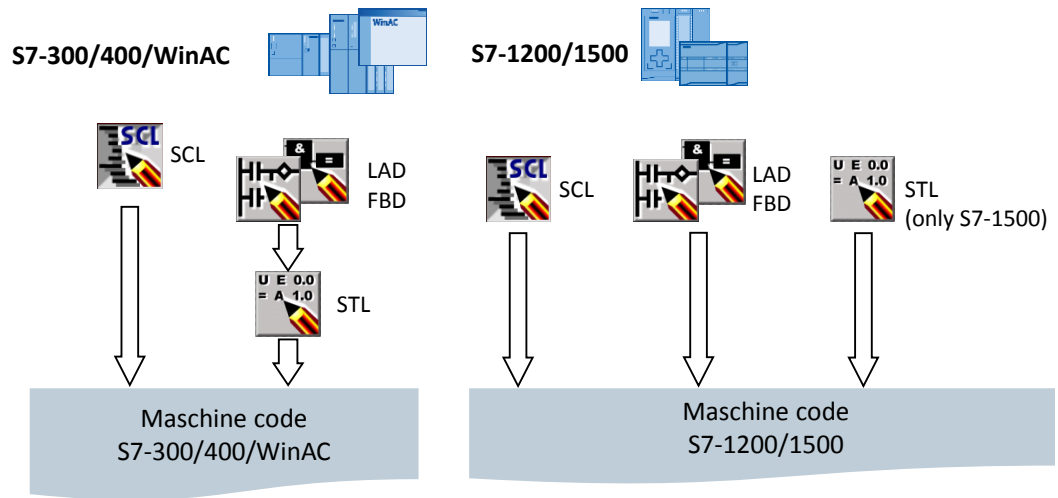 S7-300/400/WinAC
WinAC
SCL
SCL
& =
LAD
FBD
U E 0.0
= A 1.0
STL
Maschine code
S7-300/400/WinAC
S7-1200/1500
SCL
SCL
& =
LAD
FBD
U E 0.0
= A 1.0
STL
(only S7-1500)
Maschine code
S7-1200/1500